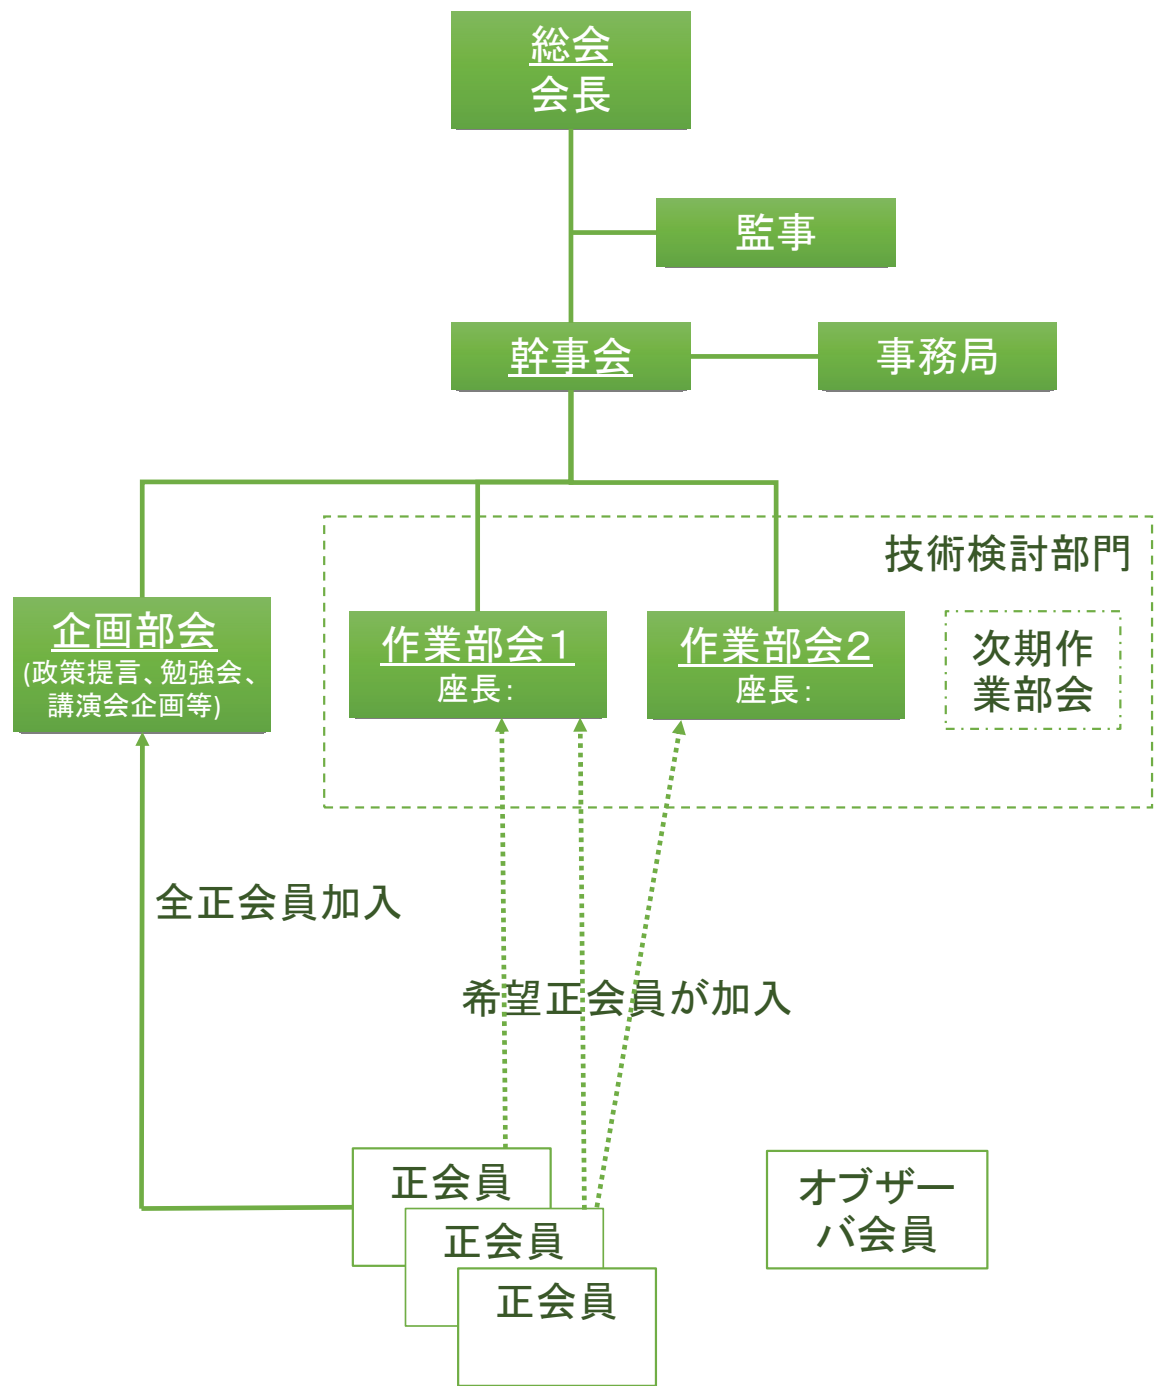 総会
会長
監事
幹事会
事務局
技術検討部門
企画部会
(政策提言、勉強会、
講演会企画等)
作業部会1
座長:
作業部会2
座長:
次期作
業部会
全正会員加入
希望正会員が加入
正会員
正会員
正会員
オブザー
バ会員